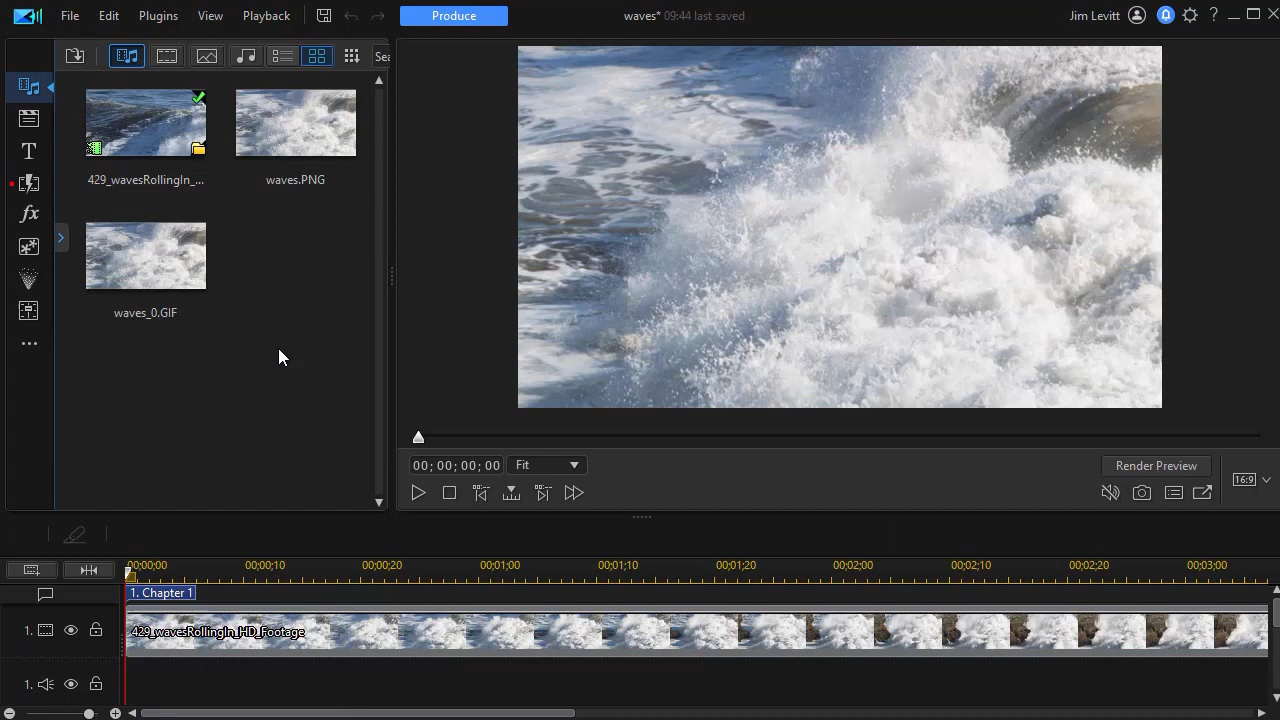 File Edit Plugins View Playback Produce waves* 09:44 last saved Jim Levitt ?
Sea
429_wavesRollingIn_... waves.PNG
waves_0.GIF
T
fx
00; 00; 00; 00 Fit Render Preview
16:9
00;00;00 00;00;10 00;00;20 00;01;00 00;01;10 00;01;20 00;02;00 00;02;10 00;02;20 00;03;00
1. Chapter 1
1. 429_wavesRollingIn_HD_Footage
1.